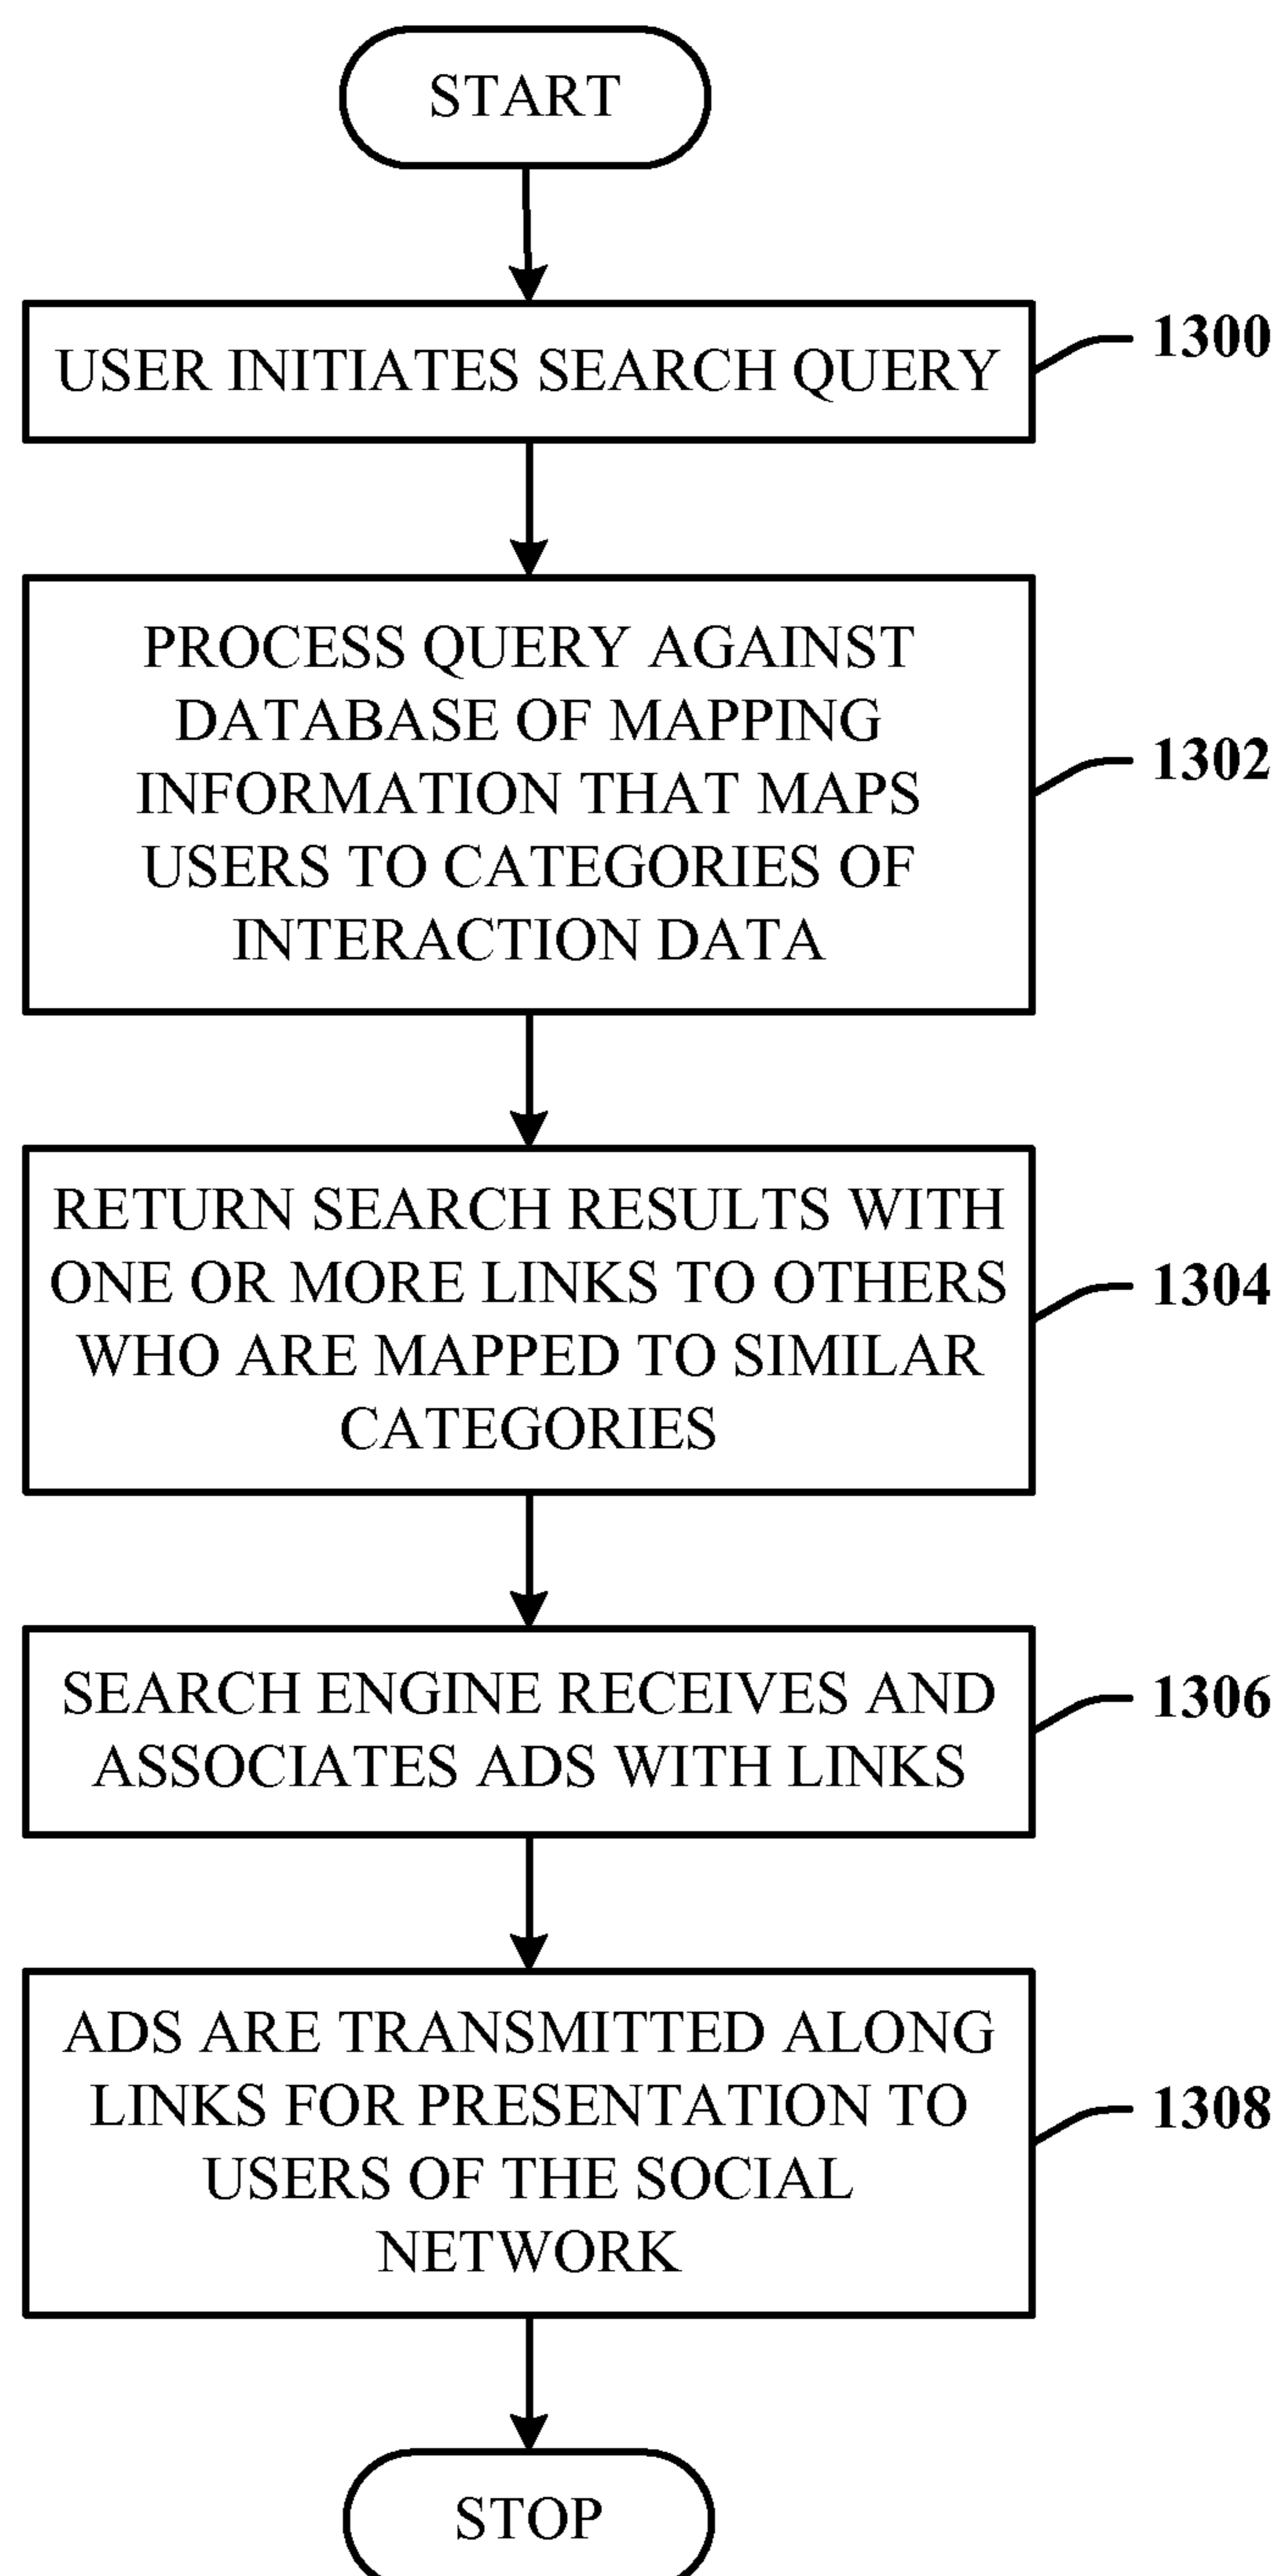 START
USER INITIATES SEARCH QUERY
1300
PROCESS QUERY AGAINST
DATABASE OF MAPPING
INFORMATION THAT MAPS
USERS TO CATEGORIES OF
INTERACTION DATA
1302
RETURN SEARCH RESULTS WITH
ONE OR MORE LINKS TO OTHERS
WHO ARE MAPPED TO SIMILAR
CATEGORIES
1304
SEARCH ENGINE RECEIVES AND
ASSOCIATES ADS WITH LINKS
1306
ADS ARE TRANSMITTED ALONG
LINKS FOR PRESENTATION TO
USERS OF THE SOCIAL
NETWORK
1308
STOP